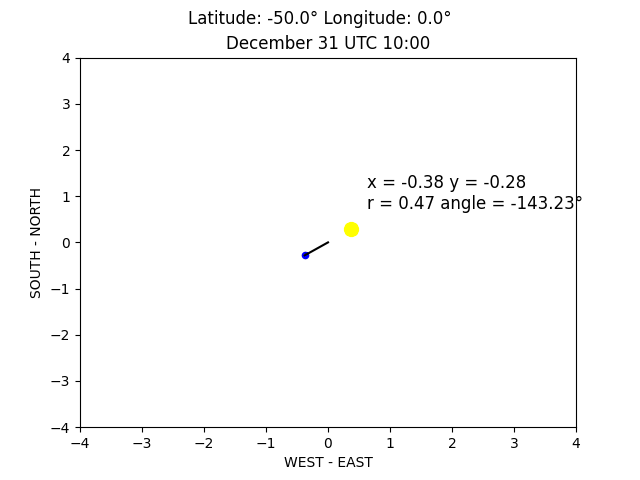 Latitude: -50.0° Longitude: 0.0°
December 31 UTC 10:00
4
3
2
1
0
−1
−2
−3
−4
SOUTH - NORTH
x = -0.38 y = -0.28
r = 0.47 angle = -143.23°
−4 −3 −2 −1 0 1 2 3 4
WEST - EAST